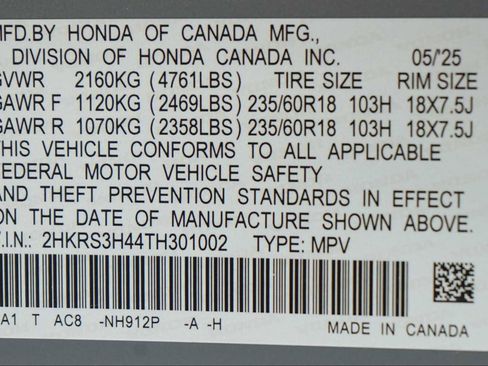 MFD.BY HONDA OF CANADA MFG.,
A DIVISION OF HONDA CANADA INC. 05/'25
GVWR 2160KG (4761LBS) TIRE SIZE RIM SIZE
GAWR F 1120KG (2469LBS) 235/60R18 103H 18X7.5J
GAWR R 1070KG (2358LBS) 235/60R18 103H 18X7.5J
THIS VEHICLE CONFORMS TO ALL APPLICABLE
FEDERAL MOTOR VEHICLE SAFETY
AND THEFT PREVENTION STANDARDS IN EFFECT
ON THE DATE OF MANUFACTURE SHOWN ABOVE.
V.I.N.: 2HKRS3H44TH301002 TYPE: MPV
A1 T AC8 -NH912P -A -H
MADE IN CANADA